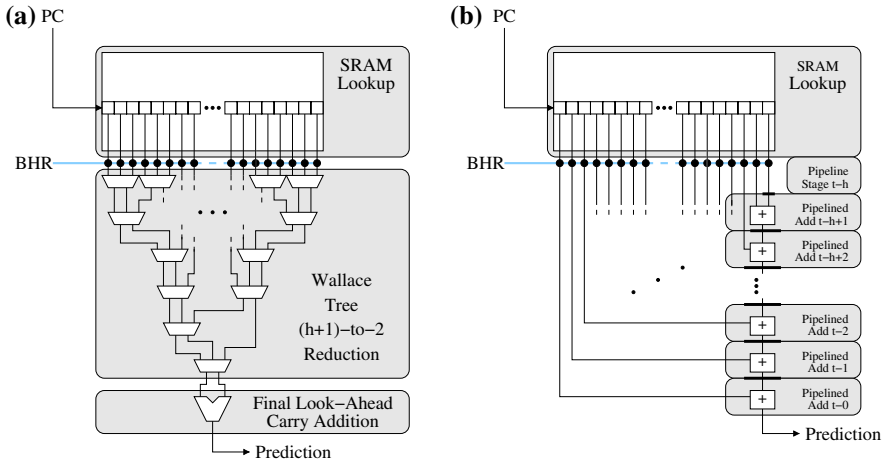 (a)
PC
SRAM
Lookup
BHR
Wallace
Tree
(h+1)−to−2
Reduction
Final Look−Ahead
Carry Addition
Prediction
(b)
PC
SRAM
Lookup
BHR
Pipeline
Stage t−h
+
Pipelined
Add t−h+1
+
Pipelined
Add t−h+2
+
Pipelined
Add t−2
+
Pipelined
Add t−1
+
Pipelined
Add t−0
Prediction